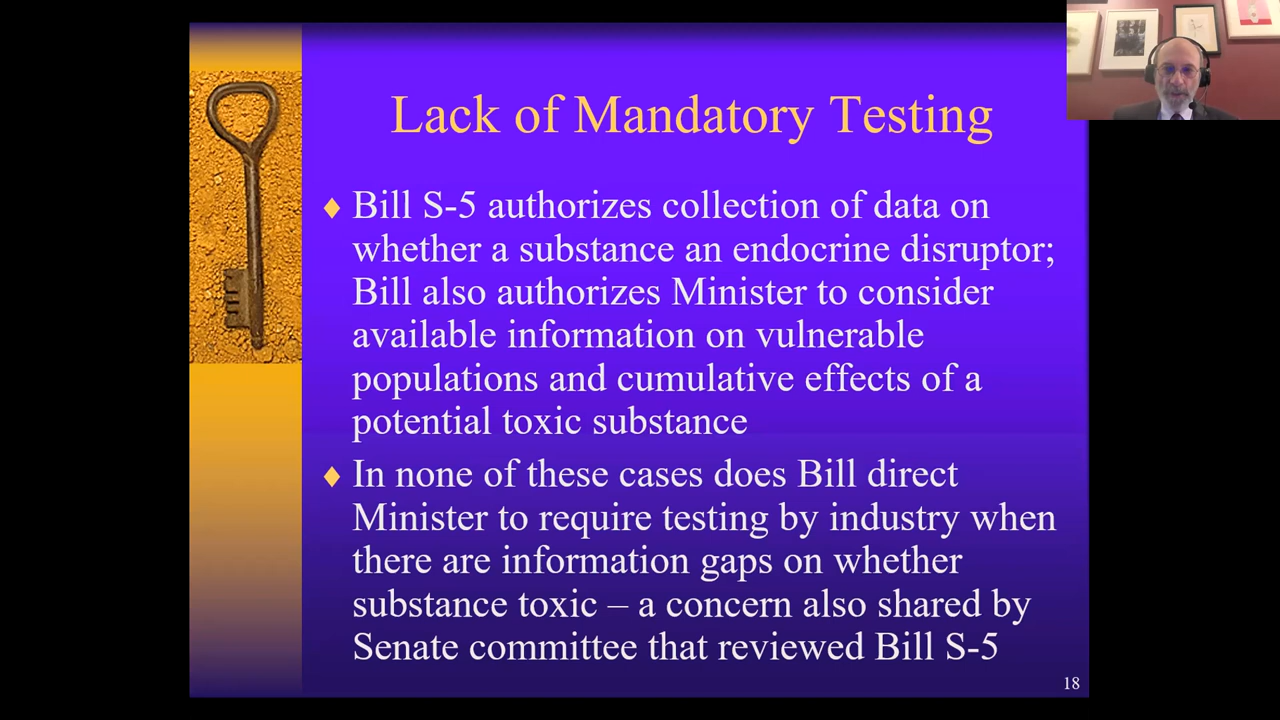 Lack of Mandatory Testing
Bill S-5 authorizes collection of data on
whether a substance an endocrine disruptor;
Bill also authorizes Minister to consider
available information on vulnerable
populations and cumulative effects of a
potential toxic substance
In none of these cases does Bill direct
Minister to require testing by industry when
there are information gaps on whether
substance toxic – a concern also shared by
Senate committee that reviewed Bill S-5
18